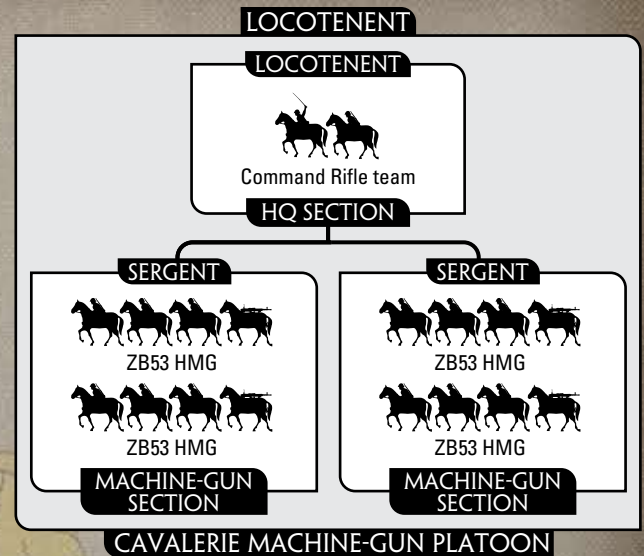 LOCOTENENT
LOCOTENENT
Command Rifle team
HQ SECTION
SERGENT
ZB53 HMG
ZB53 HMG
MACHINE-GUN
SECTION
SERGENT
ZB53 HMG
ZB53 HMG
MACHINE-GUN
SECTION
CAVALERIE MACHINE-GUN PLATOON